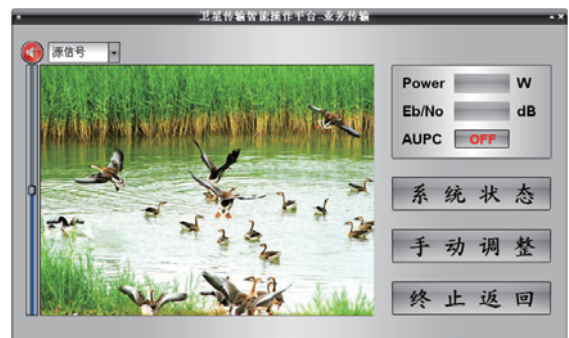 卫星传输智能操作平台-业务传输
源信号
Power W
Eb/No dB
AUPC OFF
系统状态
手动调整
终止返回